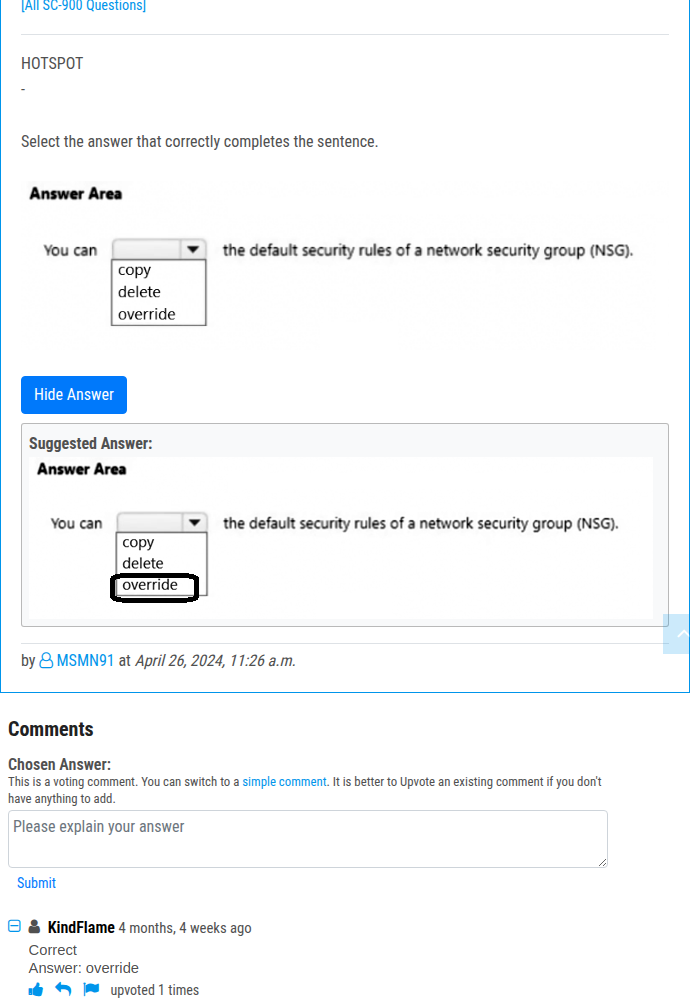 [All SC-900 Questions]
HOTSPOT
-
Select the answer that correctly completes the sentence.
Answer Area
You can the default security rules of a network security group (NSG).
copy
delete
override
Hide Answer
Suggested Answer:
Answer Area
You can the default security rules of a network security group (NSG).
copy
delete
override
by MSMN91 at April 26, 2024, 11:26 a.m.
Comments
Chosen Answer:
This is a voting comment. You can switch to a simple comment. It is better to Upvote an existing comment if you don't
have anything to add.
Please explain your answer
Submit
KindFlame 4 months, 4 weeks ago
Correct
Answer: override
upvoted 1 times